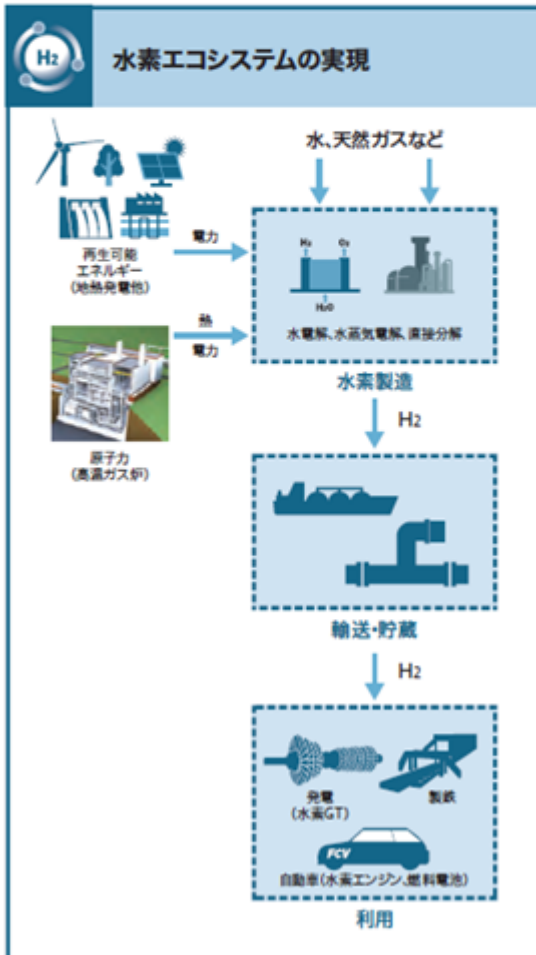 H2
水素エコシステムの実現
水、天然ガスなど
電力
再生可能
エネルギー
(地熱発電他)
H2
O2
H2O
水電解、水蒸気電解、直接分解
熱
電力
水素製造
原子力
(高温ガス炉)
H2
輸送・貯蔵
H2
発電
(水素GT)
製鉄
FCV
自動車(水素エンジン、燃料電池)
利用